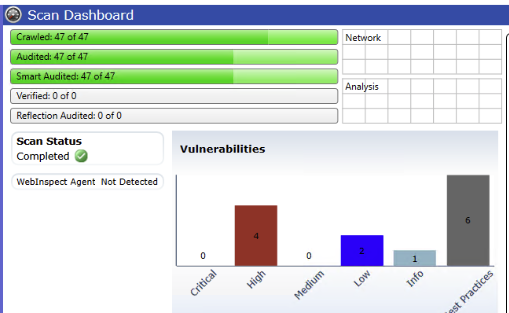 Scan Dashboard
Crawled: 47 of 47
Audited: 47 of 47
Smart Audited: 47 of 47
Verified: 0 of 0
Reflection Audited: 0 of 0
Network
Analysis
Scan Status
Completed
WebInspect Agent Not Detected
Vulnerabilities
0
4
0
2
1
6
Critical
High
Medium
Low
Info
est Practices